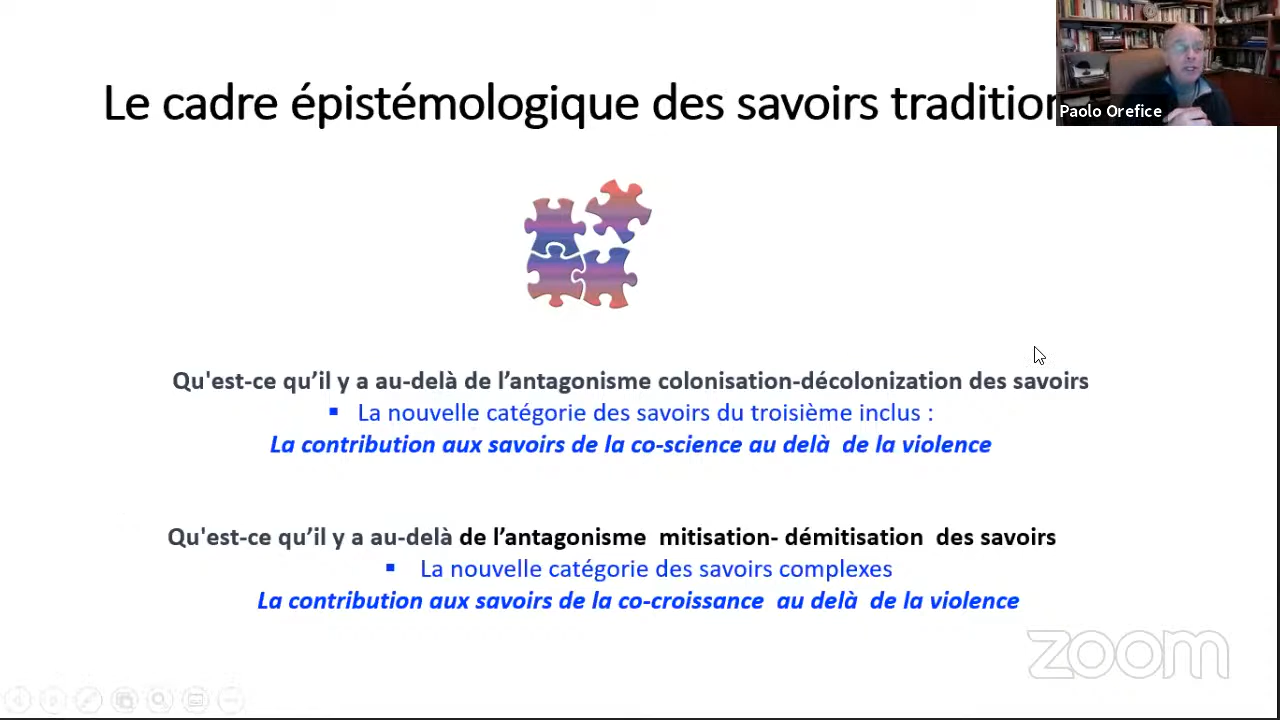 Le cadre épistémologique des savoirs tradition
Paolo Orefice
Qu'est-ce qu’il y a au-delà de l’antagonisme colonisation-décolonization des savoirs
▪ La nouvelle catégorie des savoirs du troisième inclus :
La contribution aux savoirs de la co-science au delà de la violence
Qu'est-ce qu’il y a au-delà de l’antagonisme mitisation- démitisation des savoirs
▪ La nouvelle catégorie des savoirs complexes
La contribution aux savoirs de la co-croissance au delà de la violence
zoom